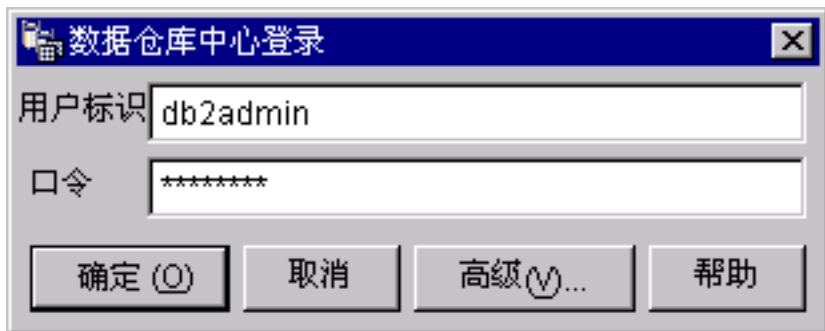 数据仓库中心登录
用户标识 db2admin
口令 ********
确定 (O) 取消 高级(V)... 帮助